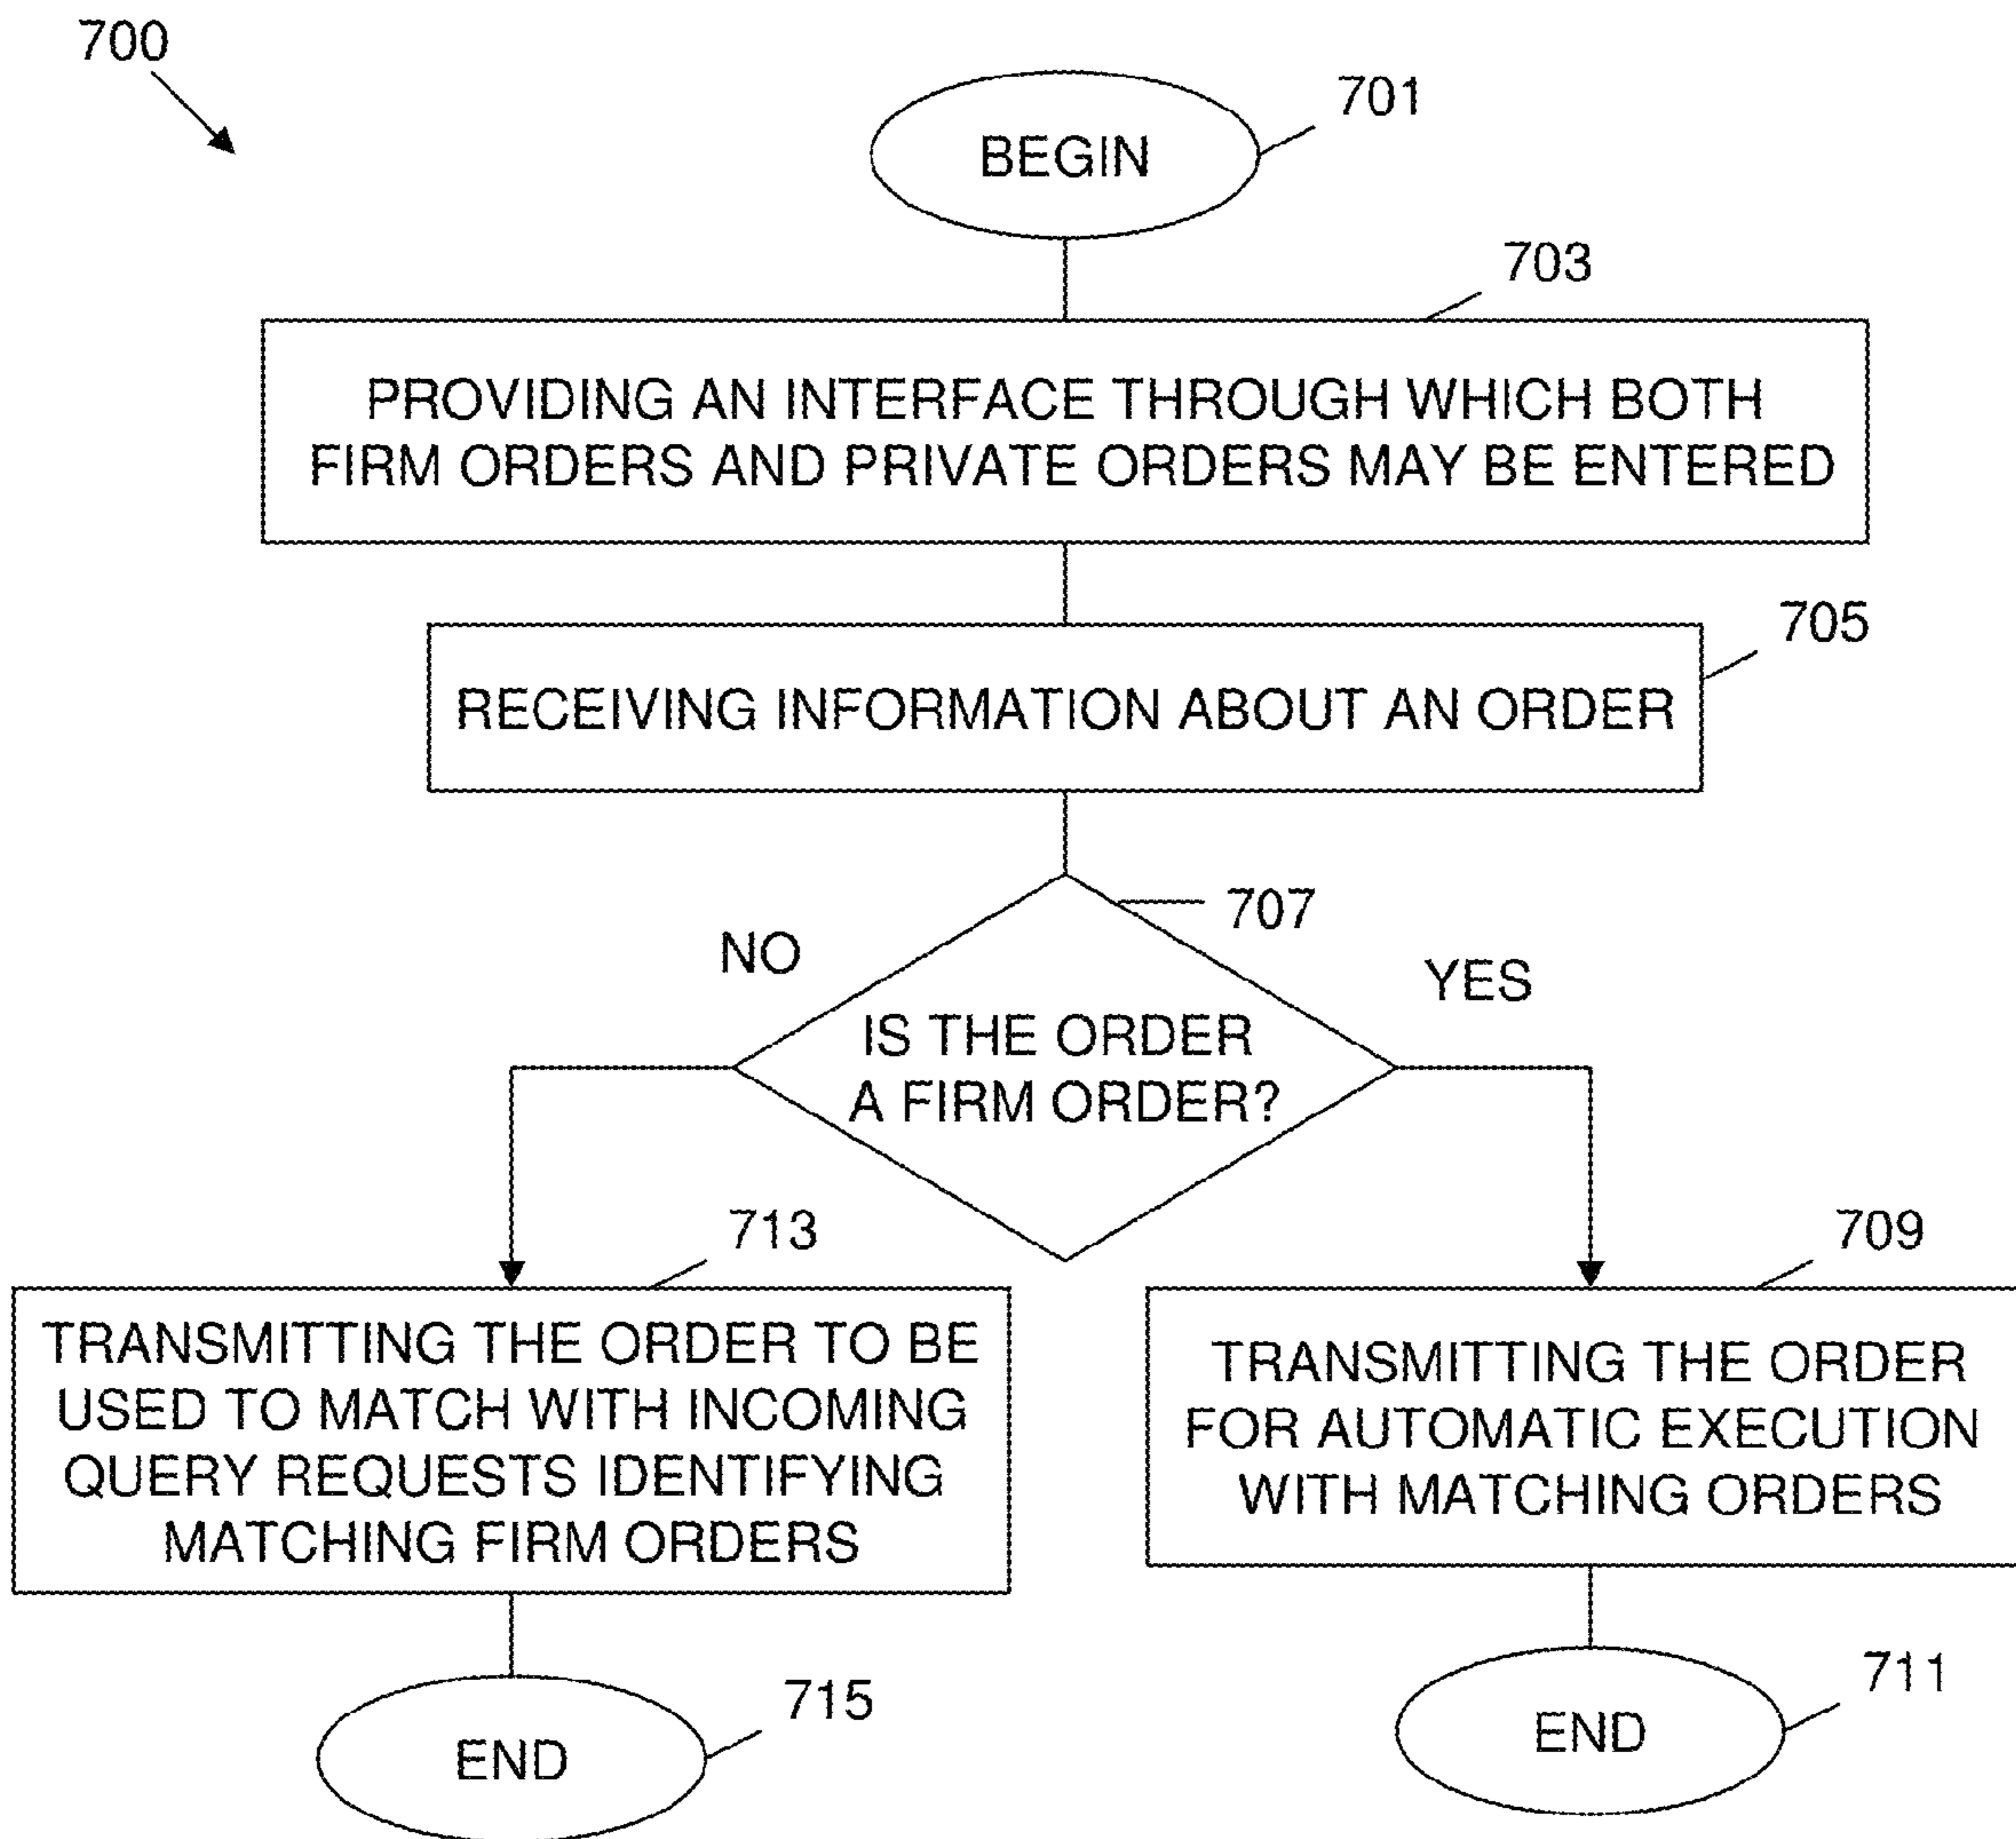 700
701
BEGIN
703
PROVIDING AN INTERFACE THROUGH WHICH BOTH
FIRM ORDERS AND PRIVATE ORDERS MAY BE ENTERED
705
RECEIVING INFORMATION ABOUT AN ORDER
707
NO
YES
IS THE ORDER
A FIRM ORDER?
713
TRANSMITTING THE ORDER TO BE
USED TO MATCH WITH INCOMING
QUERY REQUESTS IDENTIFYING
MATCHING FIRM ORDERS
709
TRANSMITTING THE ORDER
FOR AUTOMATIC EXECUTION
WITH MATCHING ORDERS
715
END
711
END